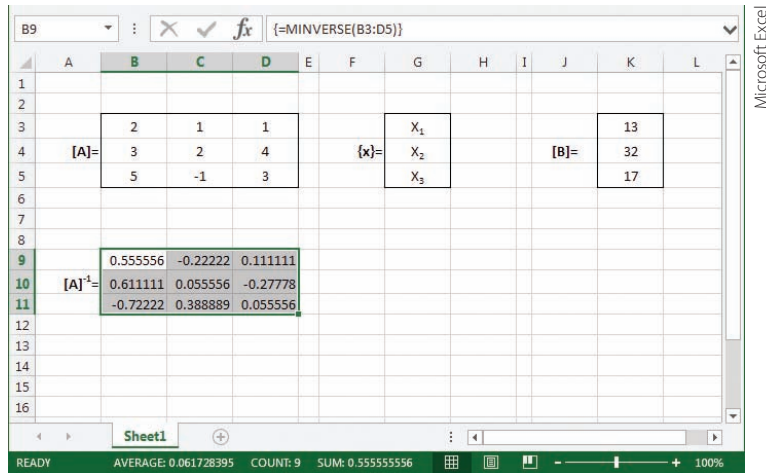 B9 fx {=MINVERSE(B3:D5)}
Microsoft Excel
A B C D E F G H I J K L
1
2
3 2 1 1 X1 13
4 [A]= 3 2 4 {x}= X2 [B]= 32
5 5 -1 3 X3 17
6
7
8
9 0.555556 -0.22222 0.111111
10 [A]-1= 0.611111 0.055556 -0.27778
11 -0.72222 0.388889 0.055556
12
13
14
15
16
Sheet1
READY AVERAGE: 0.061728395 COUNT: 9 SUM: 0.555555556 100%